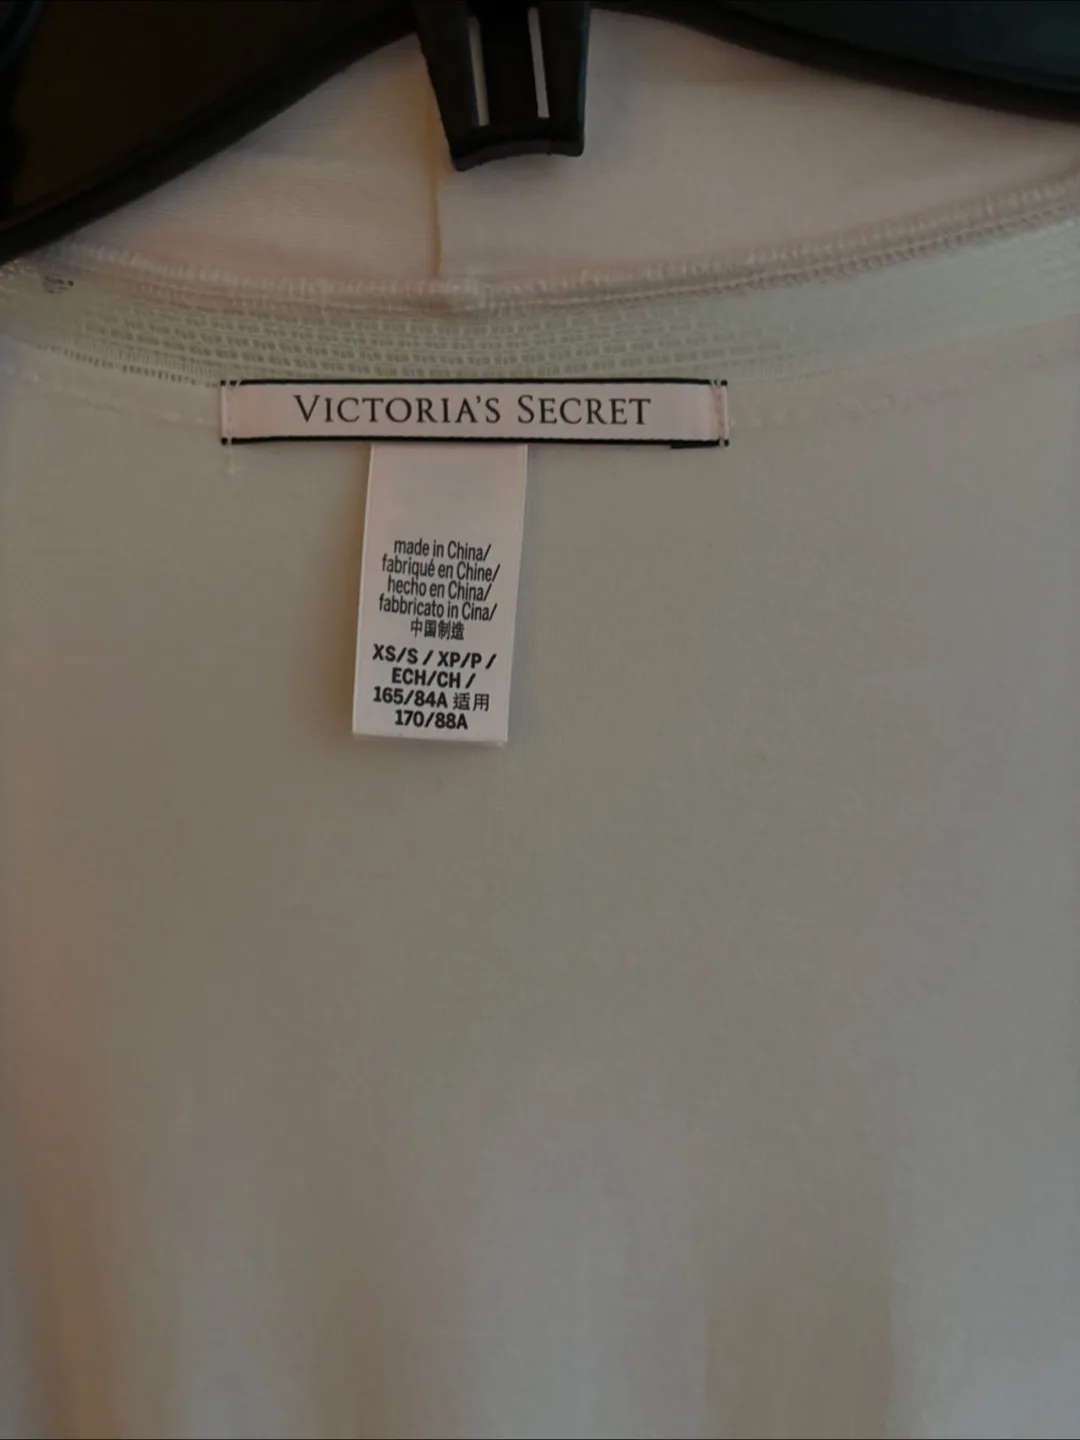 VICTORIA'S SECRET
made in China/
fabriqué en Chine/
hecho en China/
fabbricato in Cina/
中国制造
XS/S / XP/P /
ECH/CH /
165/84A 适用
170/88A